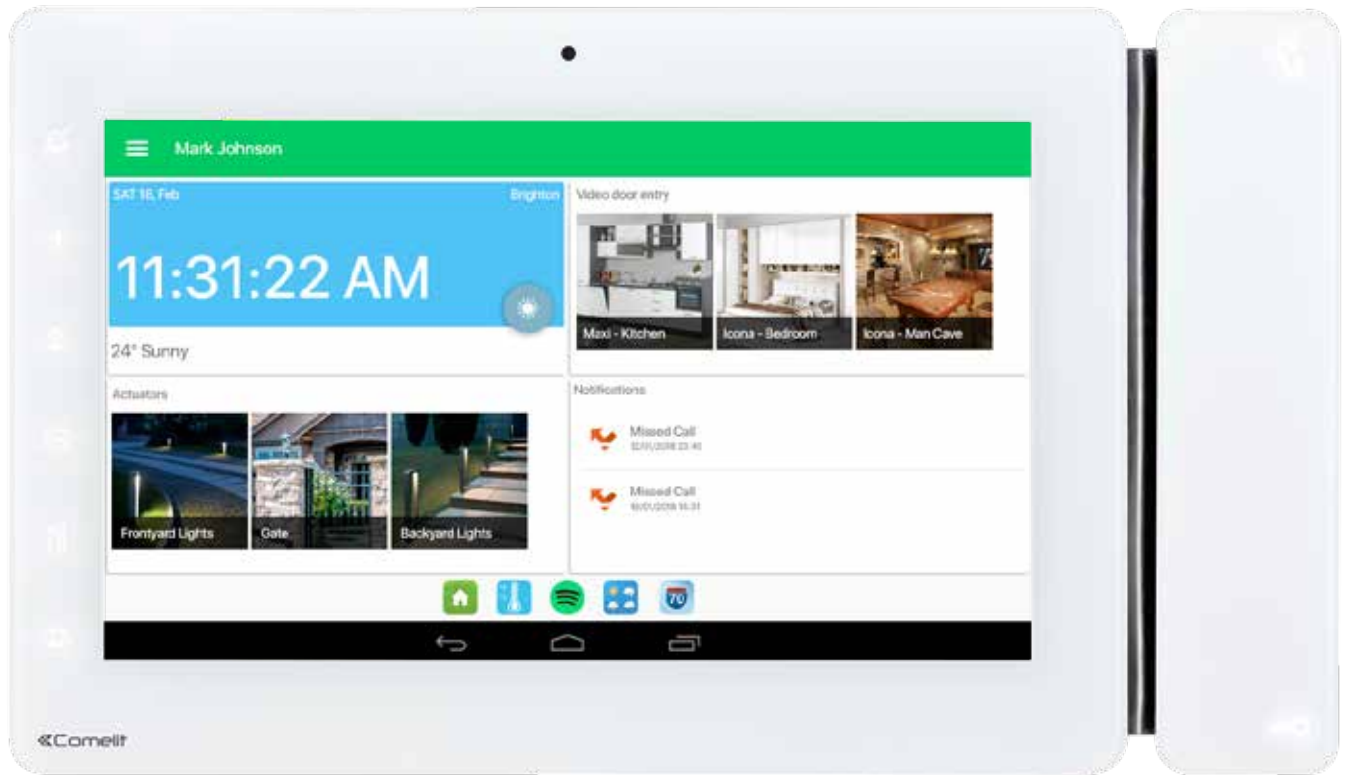 Mark Johnson
SAT 16, Feb
Brighton
11:31:22 AM
24° Sunny
Video door entry
Maxi - Kitchen
Icona - Bedroom
Icona - Man Cave
Actuators
Frontyard Lights
Gate
Backyard Lights
Notifications
Missed Call
Missed Call
70
Comelit